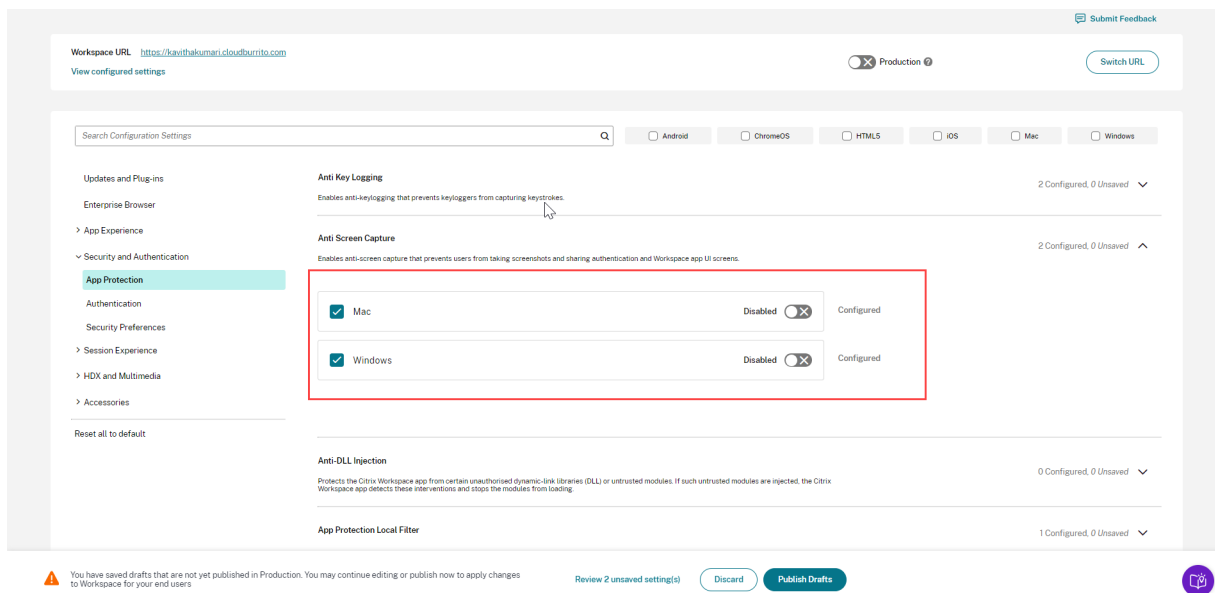 Submit Feedback
Workspace URL https://kavithakumari.cloudburrito.com
View configured settings
Production
Switch URL
Search Configuration Settings
Android
ChromeOS
HTML5
iOS
Mac
Windows
Updates and Plug-ins
Enterprise Browser
App Experience
Security and Authentication
App Protection
Authentication
Security Preferences
Session Experience
HDX and Multimedia
Accessories
Reset all to default
Anti Key Logging
2 Configured, 0 Unsaved
Enables anti-keylogging that prevents keyloggers from capturing keystrokes.
Anti Screen Capture
2 Configured, 0 Unsaved
Enables anti-screen capture that prevents users from taking screenshots and sharing authentication and Workspace app UI screens.
Mac
Disabled
Configured
Windows
Disabled
Configured
Anti-DLL Injection
0 Configured, 0 Unsaved
Protects the Citrix Workspace app from certain unauthorised dynamic-link libraries (DLL) or untrusted modules. If such untrusted modules are injected, the Citrix
Workspace app detects these interventions and stops the modules from loading.
App Protection Local Filter
1 Configured, 0 Unsaved
You have saved drafts that are not yet published in Production. You may continue editing or publish now to apply changes
to Workspace for your end users
Review 2 unsaved setting(s)
Discard
Publish Drafts